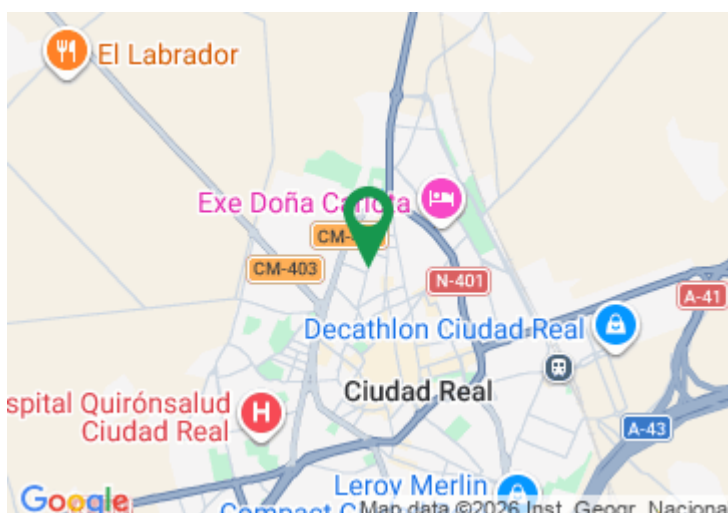 El Labrador
Exe Doña Carlota
CM-403
N-401
A-41
Decathlon Ciudad Real
Ciudad Real
spital Quirónsalud
Ciudad Real
H
A-43
Leroy Merlin
Google
Map data ©2026 Inst. Geogr. Naciona